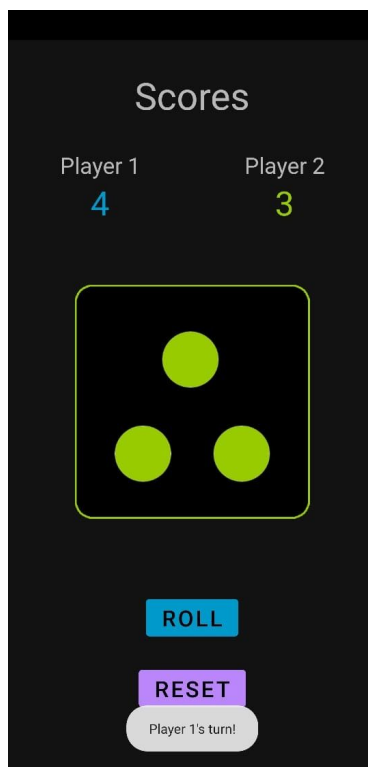 Scores
Player 1 Player 2
4 3
ROLL
RESET
Player 1's turn!